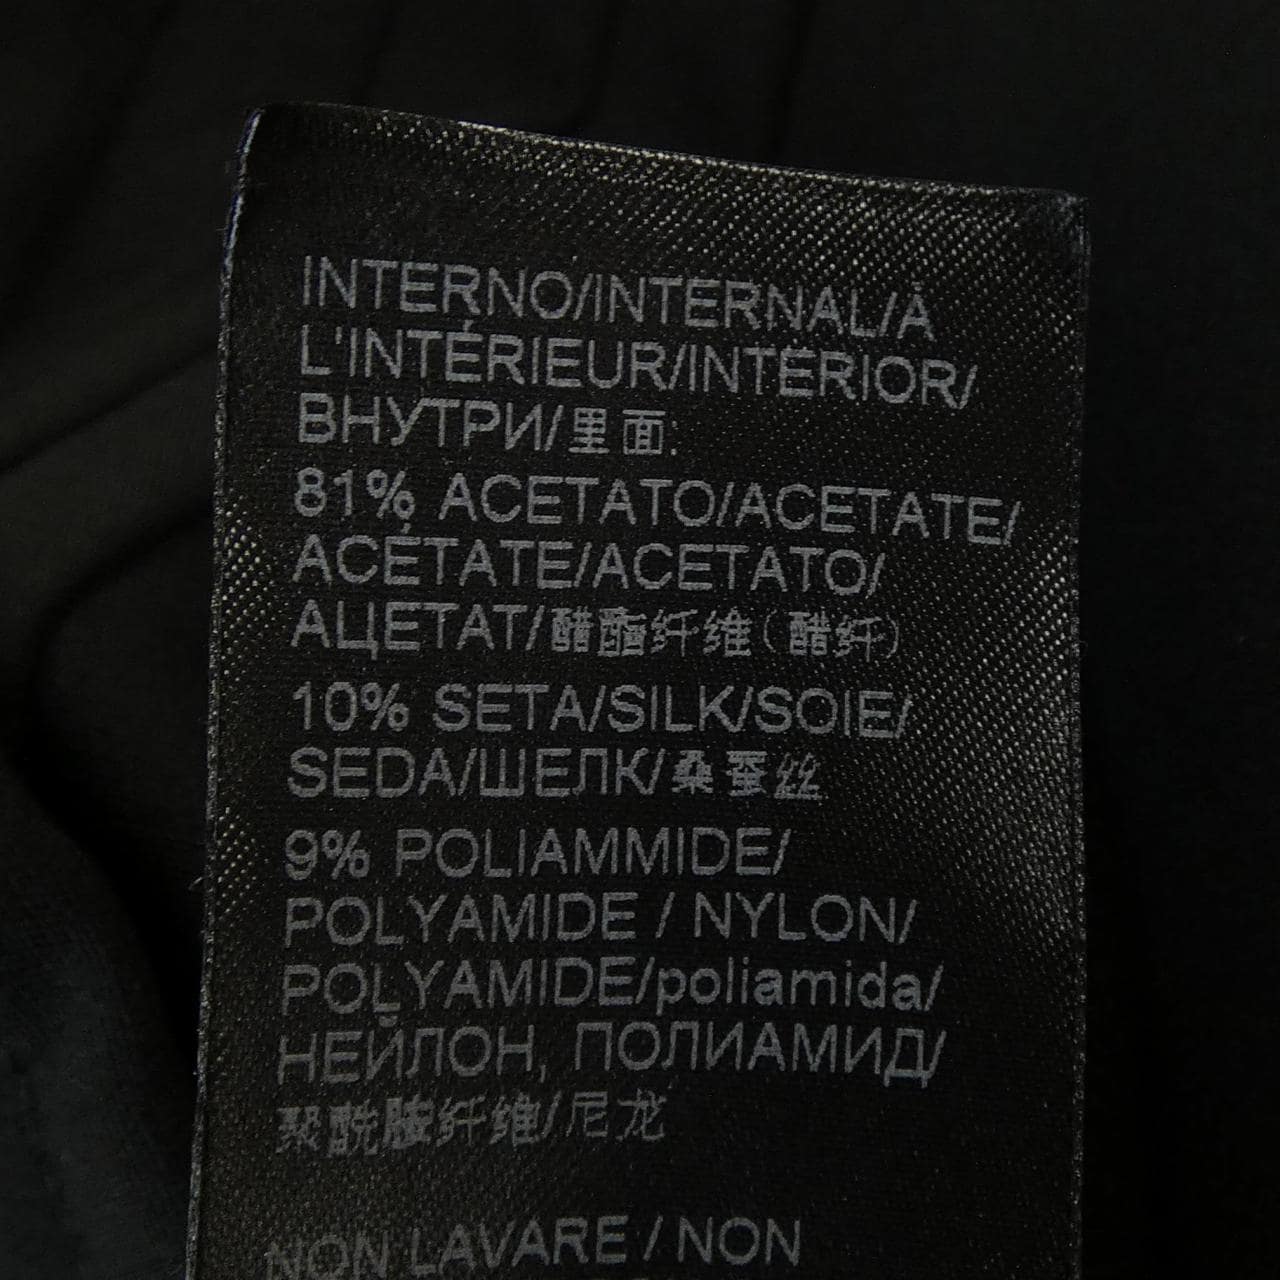 INTERNO/INTERNAL/À
L'INTÉRIEUR/INTERIOR/
ВНУТРИ/里面:
81% ACETATO/ACETATE/
ACÉTATE/ACETATO/
АЦЕТАТ/醋酯纤维(醋纤)
10% SETA/SILK/SOIE/
SEDA/ШЕЛК/桑蚕丝
9% POLIAMMIDE/
POLYAMIDE / NYLON/
POLYAMIDE/poliamida/
НЕЙЛОН, ПОЛИАМИД/
聚酰胺纤维/尼龙
NON LAVARE / NON